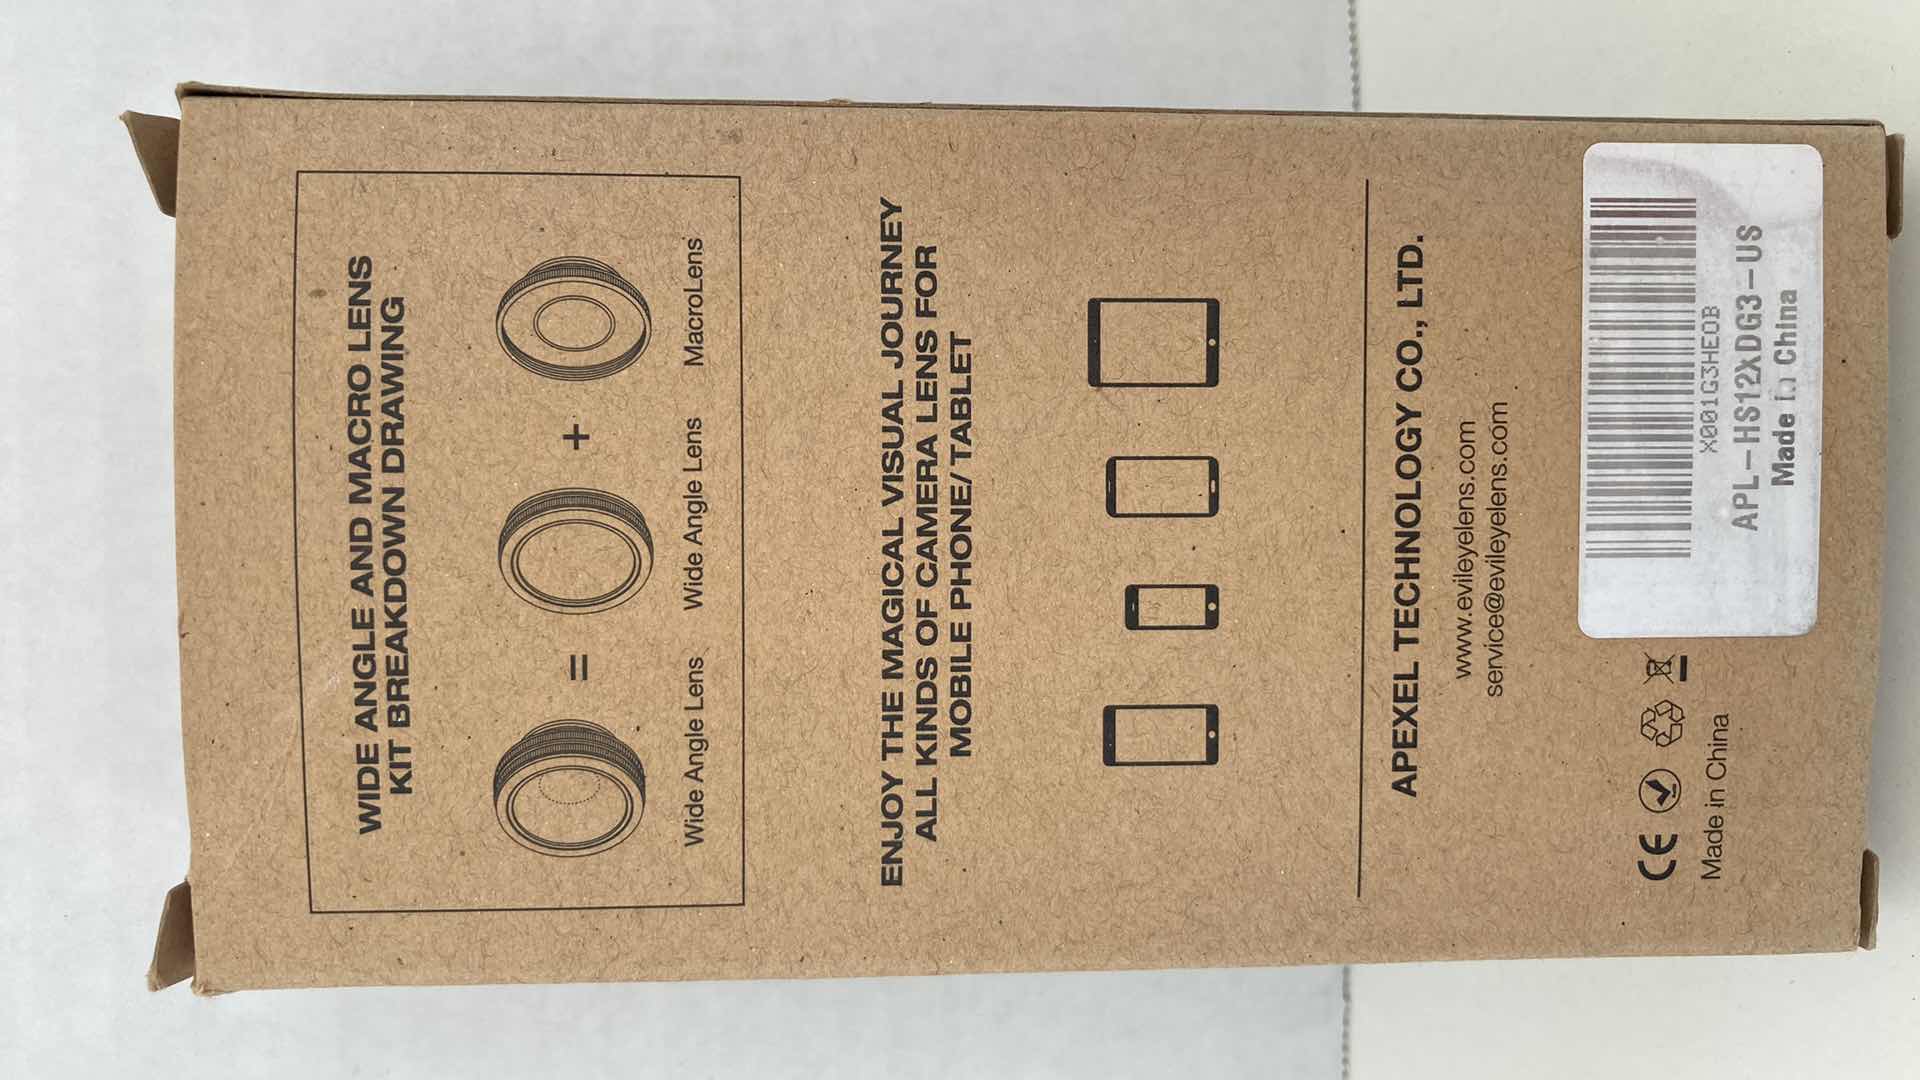 WIDE ANGLE AND MACRO LENS
KIT BREAKDOWN DRAWING
=
+
Wide Angle Lens
Wide Angle Lens
MacroLens
ENJOY THE MAGICAL VISUAL JOURNEY
ALL KINDS OF CAMERA LENS FOR
MOBILE PHONE/TABLET
APEXEL TECHNOLOGY CO., LTD.
www.evileyelens.com
service@evileyelens.com
CE
Made in China
X001G3HEOB
APL-HS12XDG3-US
Made in China